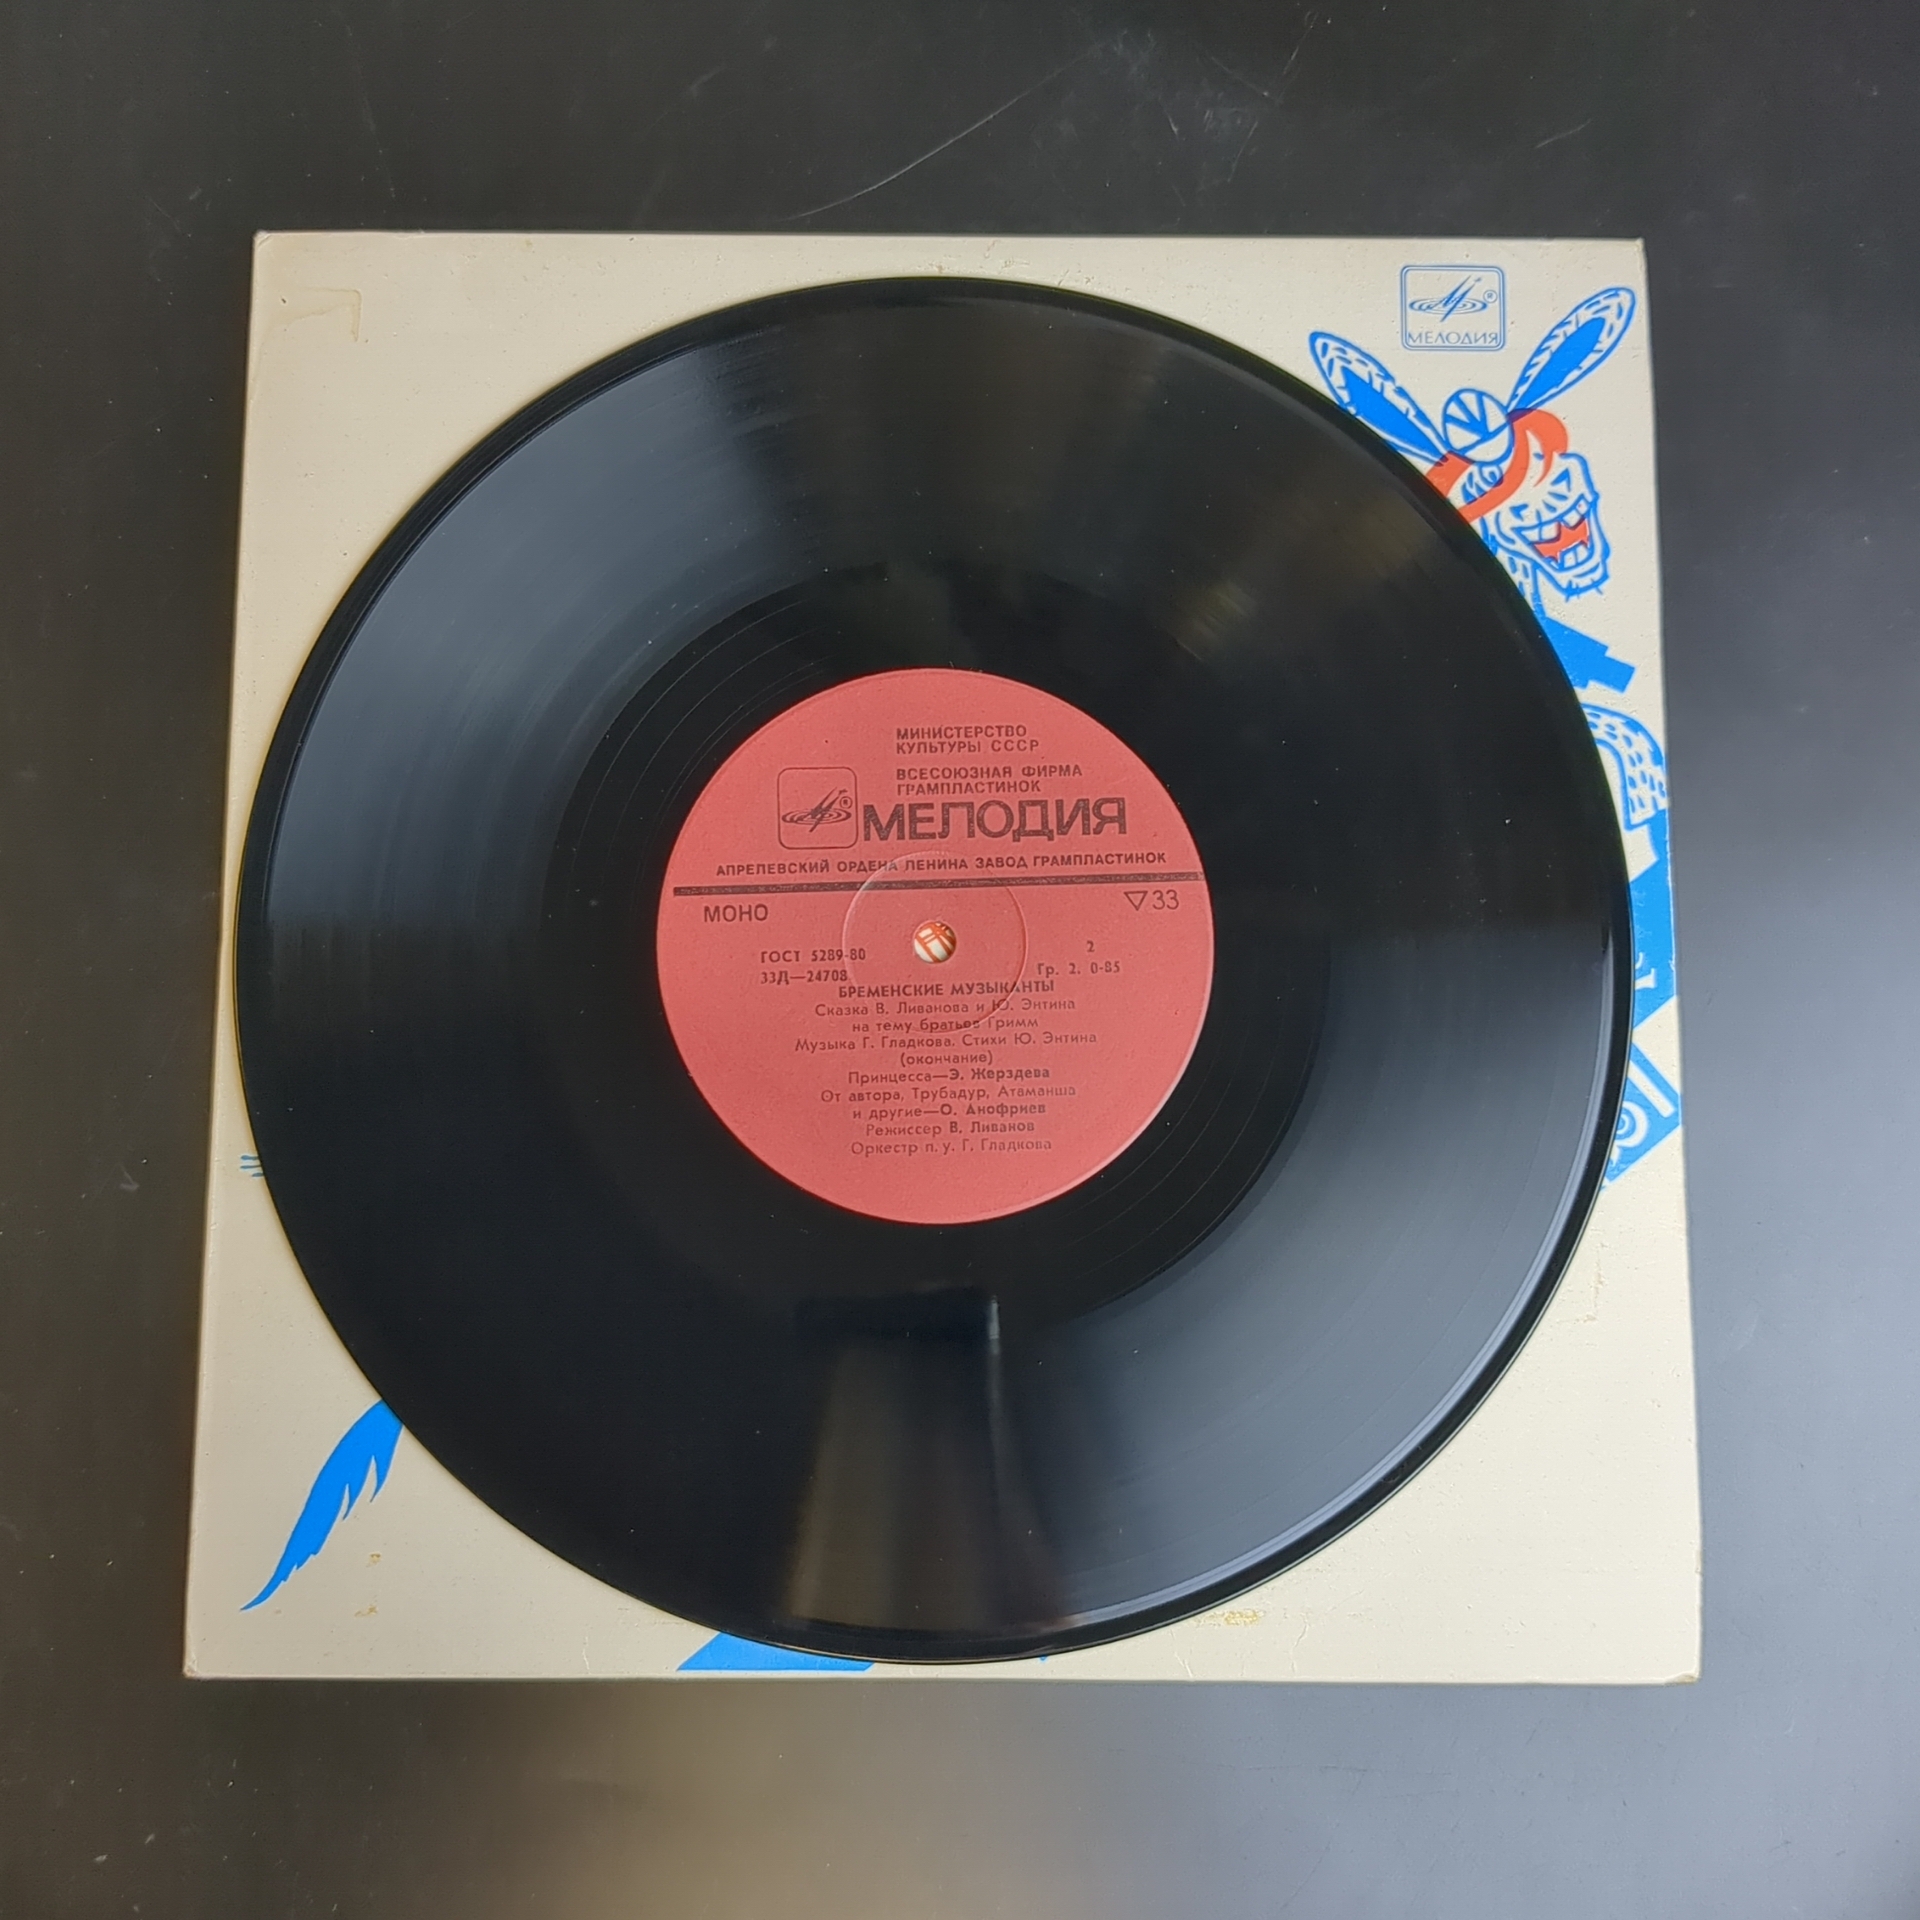 МЕЛОДИЯ
МИНИСТЕРСТВО
КУЛЬТУРЫ СССР
ВСЕСОЮЗНАЯ ФИРМА
ГРАМПЛАСТИНОК
МЕЛОДИЯ
АПРЕЛЕВСКИЙ ОРДЕНА ЛЕНИНА ЗАВОД ГРАМПЛАСТИНОК
МОНО ▽33
ГОСТ 5289-80 2
33Д—24708 Гр. 2. 0-85
БРЕМЕНСКИЕ МУЗЫКАНТЫ
Сказка В. Ливанова и Ю. Энтина
на тему братьев Гримм
Музыка Г. Гладкова. Стихи Ю. Энтина
(окончание)
Принцесса—Э. Жерздева
От автора, Трубадур, Атаманша
и другие—О. Анофриев
Режиссер В. Ливанов
Оркестр п. у. Г. Гладкова